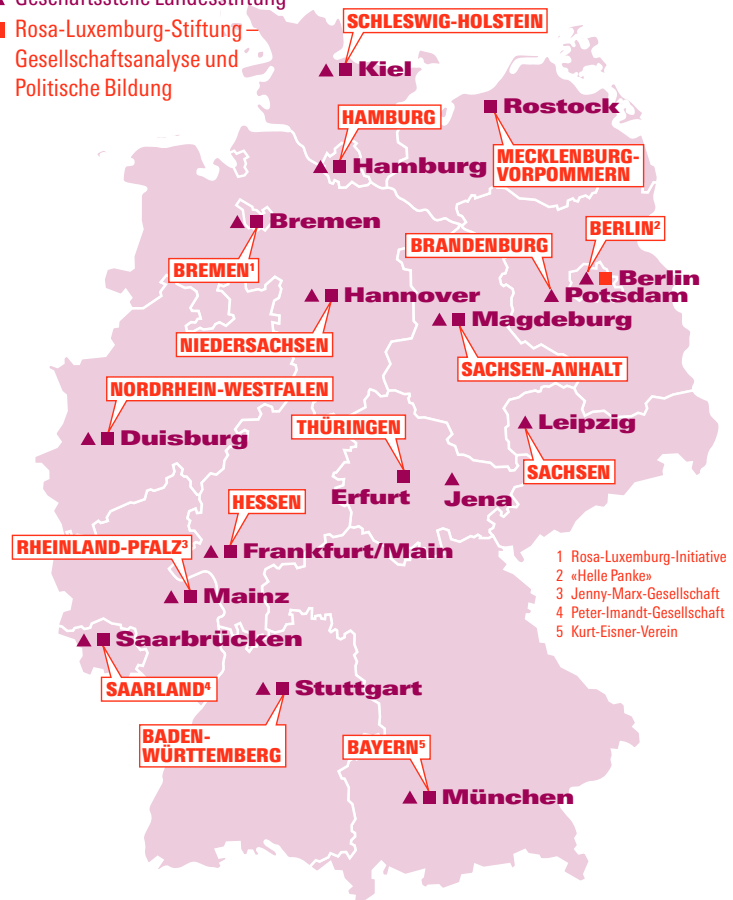 Geschäftsstelle Landesstiftung
Rosa-Luxemburg-Stiftung –
Gesellschaftsanalyse und
Politische Bildung
SCHLESWIG-HOLSTEIN
Kiel
Rostock
HAMBURG
Hamburg
MECKLENBURG-
VORPOMMERN
Bremen
BREMEN¹
BERLIN²
BRANDENBURG
Berlin
Potsdam
Hannover
Magdeburg
NIEDERSACHSEN
SACHSEN-ANHALT
NORDRHEIN-WESTFALEN
Duisburg
THÜRINGEN
Leipzig
SACHSEN
Erfurt
Jena
HESSEN
Frankfurt/Main
RHEINLAND-PFALZ³
Mainz
1 Rosa-Luxemburg-Initiative
2 «Helle Panke»
3 Jenny-Marx-Gesellschaft
4 Peter-Imandt-Gesellschaft
5 Kurt-Eisner-Verein
Saarbrücken
SAARLAND⁴
Stuttgart
BADEN-
WÜRTTEMBERG
BAYERN⁵
München